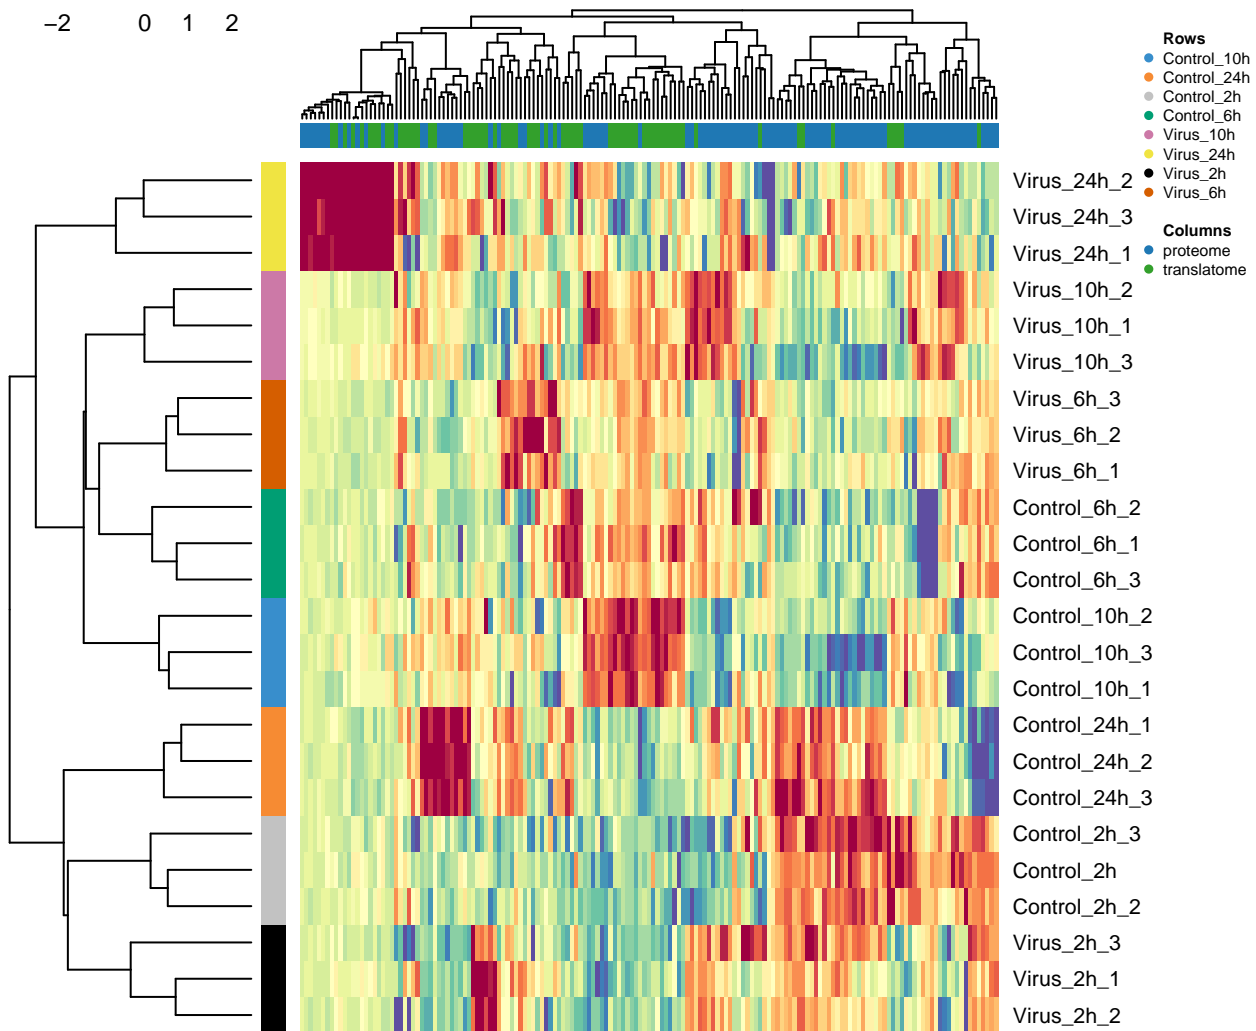 −2 0 1 2
Rows
Control_10h
Control_24h
Control_2h
Control_6h
Virus_10h
Virus_24h
Virus_2h
Virus_6h
Columns
proteome
translatome
Virus_24h_2
Virus_24h_3
Virus_24h_1
Virus_10h_2
Virus_10h_1
Virus_10h_3
Virus_6h_3
Virus_6h_2
Virus_6h_1
Control_6h_2
Control_6h_1
Control_6h_3
Control_10h_2
Control_10h_3
Control_10h_1
Control_24h_1
Control_24h_2
Control_24h_3
Control_2h_3
Control_2h
Control_2h_2
Virus_2h_3
Virus_2h_1
Virus_2h_2